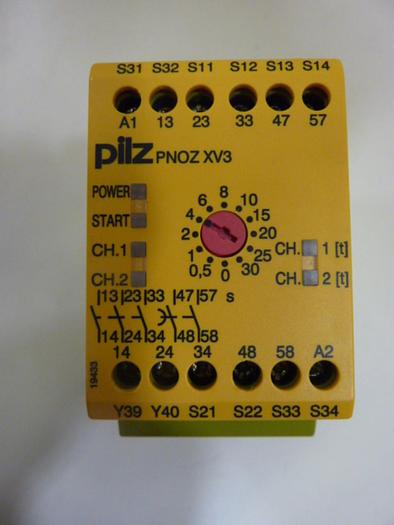 S31 S32 S11 S12 S13 S14
A1 13 23 33 47 57
pilz PNOZ XV3
POWER
START
CH.1
CH.2
8
6 10
4 15
2 20
1 25
0,5 0 30
CH. 1 [t]
CH. 2 [t]
13 23 33 47 57 s
14 24 34 48 58
19433
14 24 34 48 58 A2
Y39 Y40 S21 S22 S33 S34